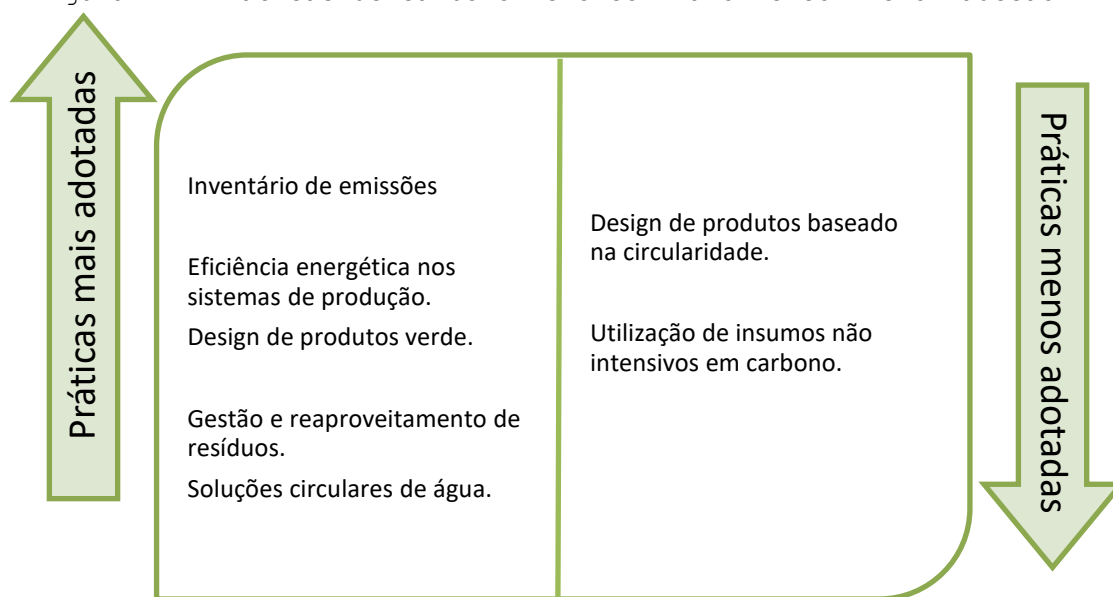 Práticas mais adotadas
Inventário de emissões
Eficiência energética nos
sistemas de produção.
Design de produtos verde.
Gestão e reaproveitamento de
resíduos.
Soluções circulares de água.
Design de produtos baseado
na circularidade.
Utilização de insumos não
intensivos em carbono.
Práticas menos adotadas